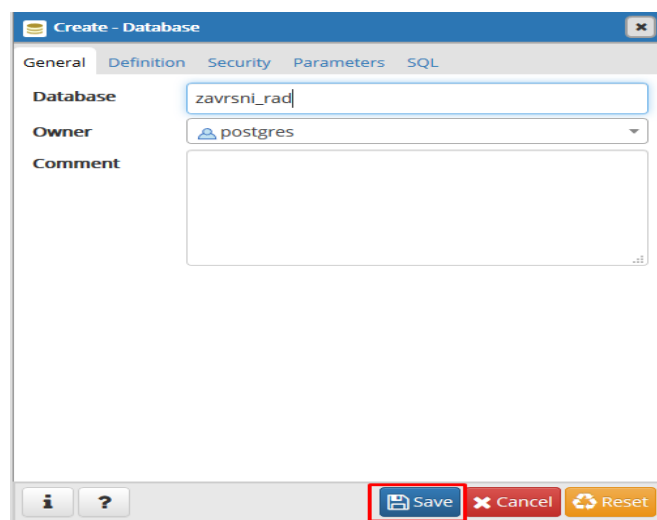 Create - Database
General Definition Security Parameters SQL
Database zavrsni_rad
Owner postgres
Comment
i ? Save Cancel Reset